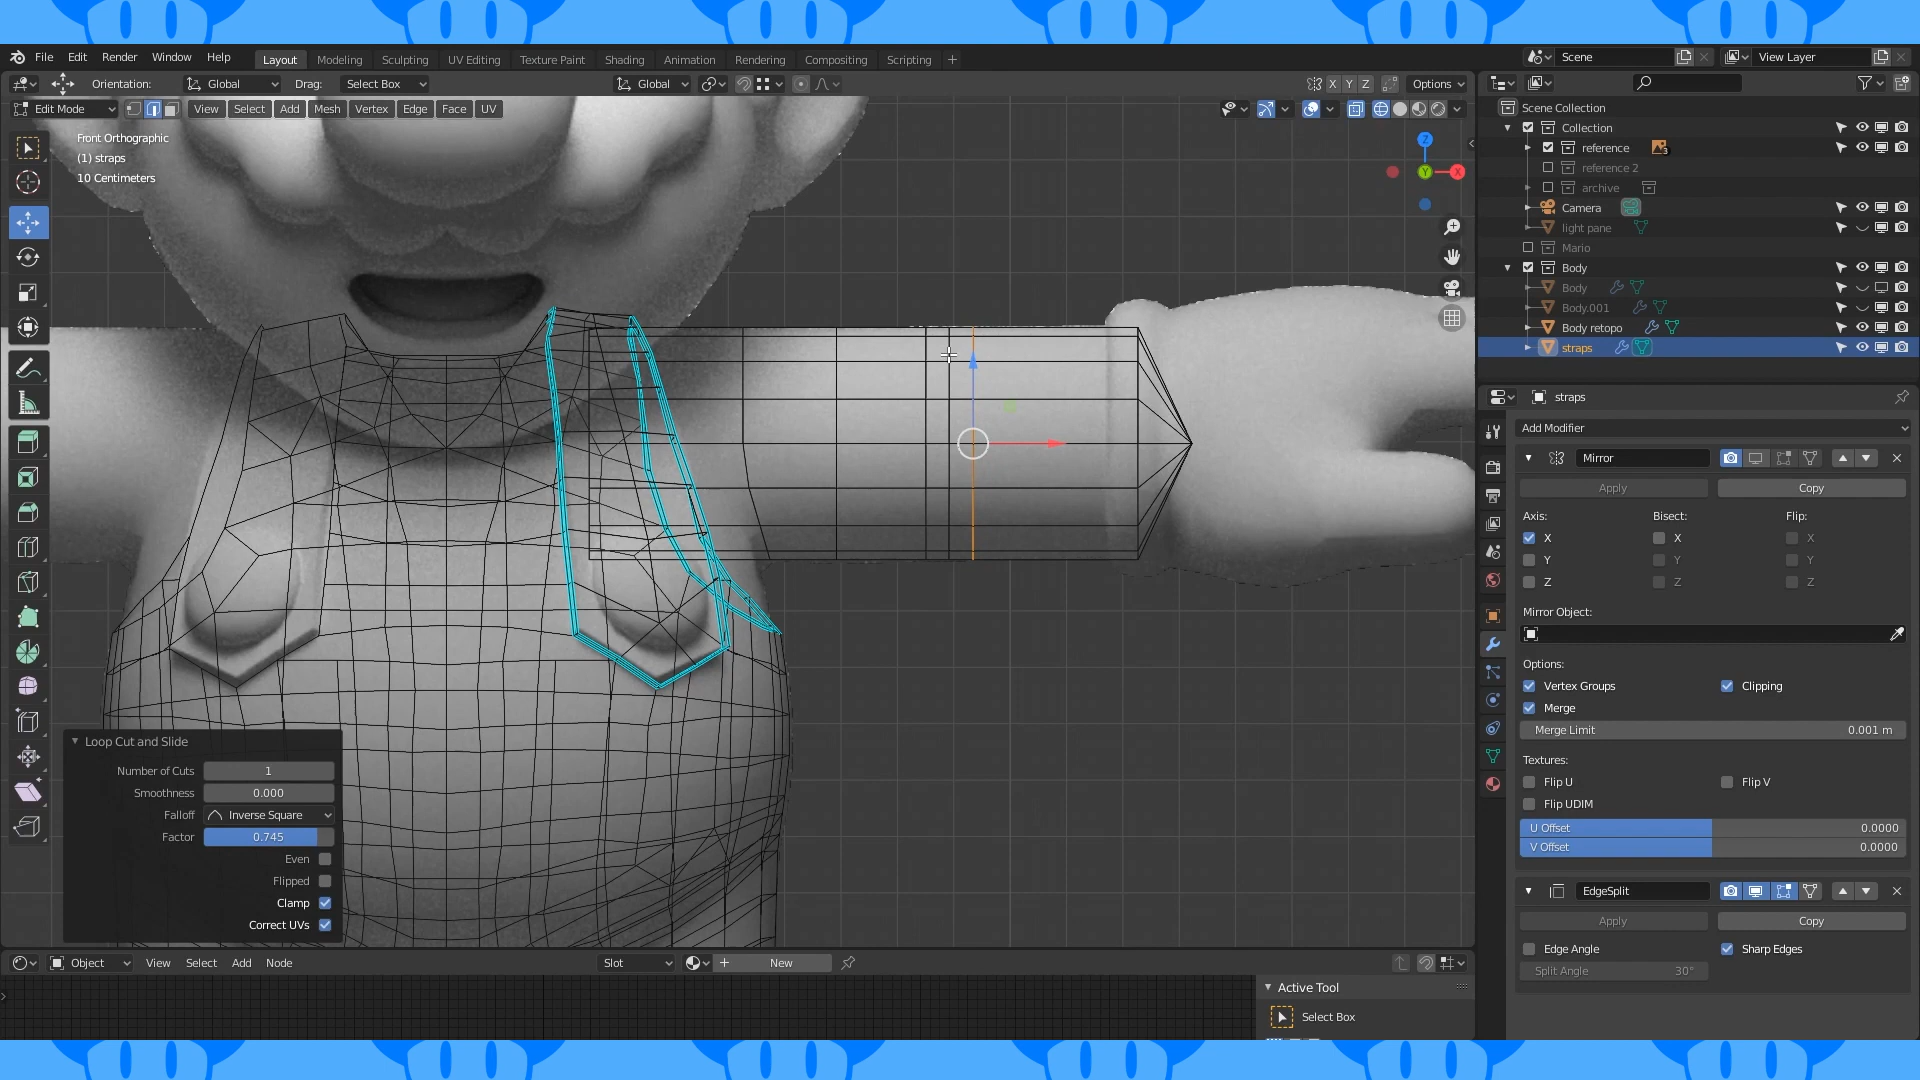 File Edit Render Window Help Layout Modeling Sculpting UV Editing Texture Paint Shading Animation Rendering Compositing Scripting + Scene View Layer
Orientation: Global Drag: Select Box Global X Y Z Options
Edit Mode View Select Add Mesh Vertex Edge Face UV
Front Orthographic
(1) straps
10 Centimeters
Z
Y
X
Loop Cut and Slide
Number of Cuts 1
Smoothness 0.000
Falloff Inverse Square
Factor 0.745
Even
Flipped
Clamp
Correct UVs
Object View Select Add Node Slot + New
Active Tool
Select Box
Scene Collection
Collection
reference 3
reference 2
archive
Camera
light pane
Mario
Body
Body
Body.001
Body retopo
straps
straps
Add Modifier
Mirror
Apply Copy
Axis: Bisect: Flip:
X X X
Y Y Y
Z Z Z
Mirror Object:
Options:
Vertex Groups Clipping
Merge
Merge Limit 0.001 m
Textures:
Flip U Flip V
Flip UDIM
U Offset 0.0000
V Offset 0.0000
EdgeSplit
Apply Copy
Edge Angle Sharp Edges
Split Angle 30°